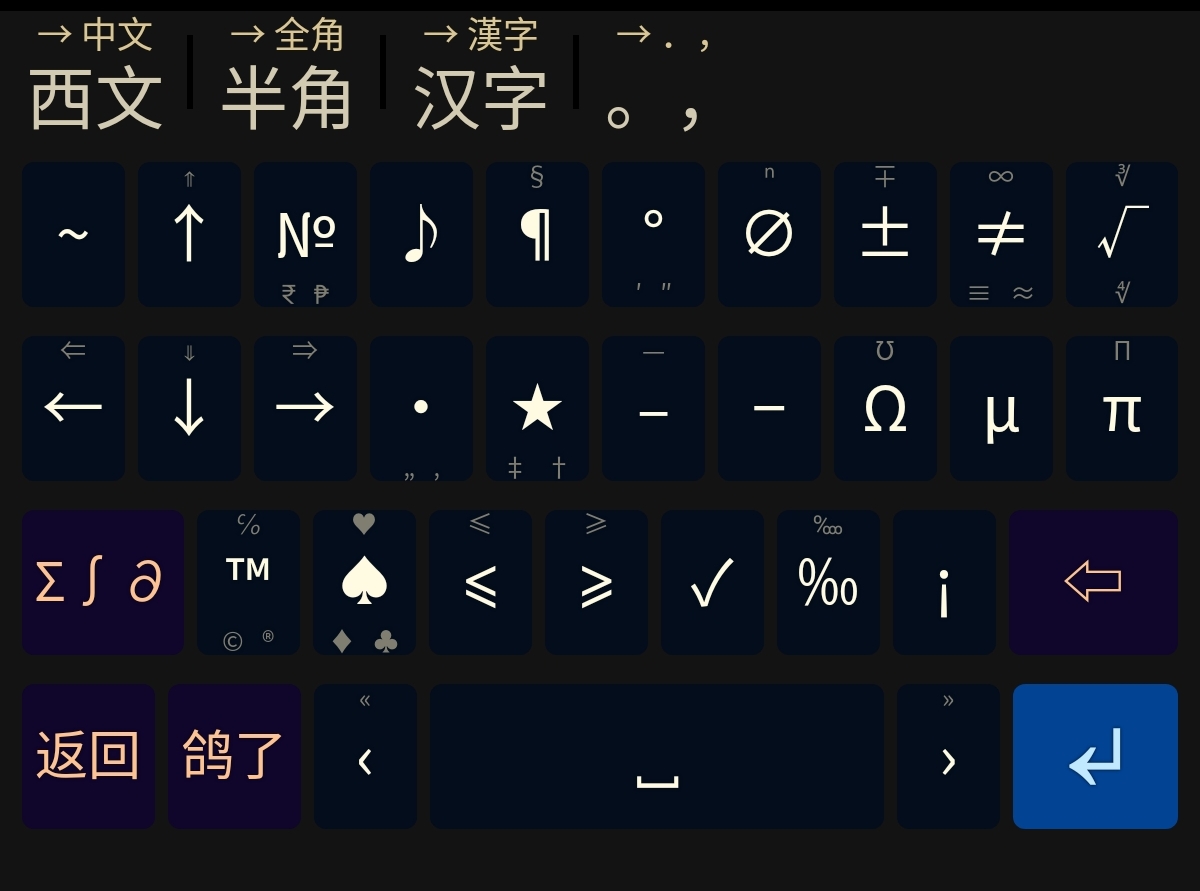 → 中文 → 全角 → 漢字 → . ，
西文 半角 汉字 。，
⇑ § ⁿ ∓ ∞ ∛
~ ↑ № ♪ ¶ ° ∅ ± ≠ √
₹ ₱ ′ ″ ≡ ≈ ∜
⇐ ⇓ ⇒ — ℧ Π
← ↓ → • ★ – − Ω µ π
„ ‚ ‡ †
℅ ♥ ⩽ ⩾ ‱
∑ ∫ ∂ ™ ♠ ⩽ ⩾ ✓ ‰ ¡ ⇦
© ® ♦ ♣
« »
返回 鸽了 ‹ ⎵ › ↵